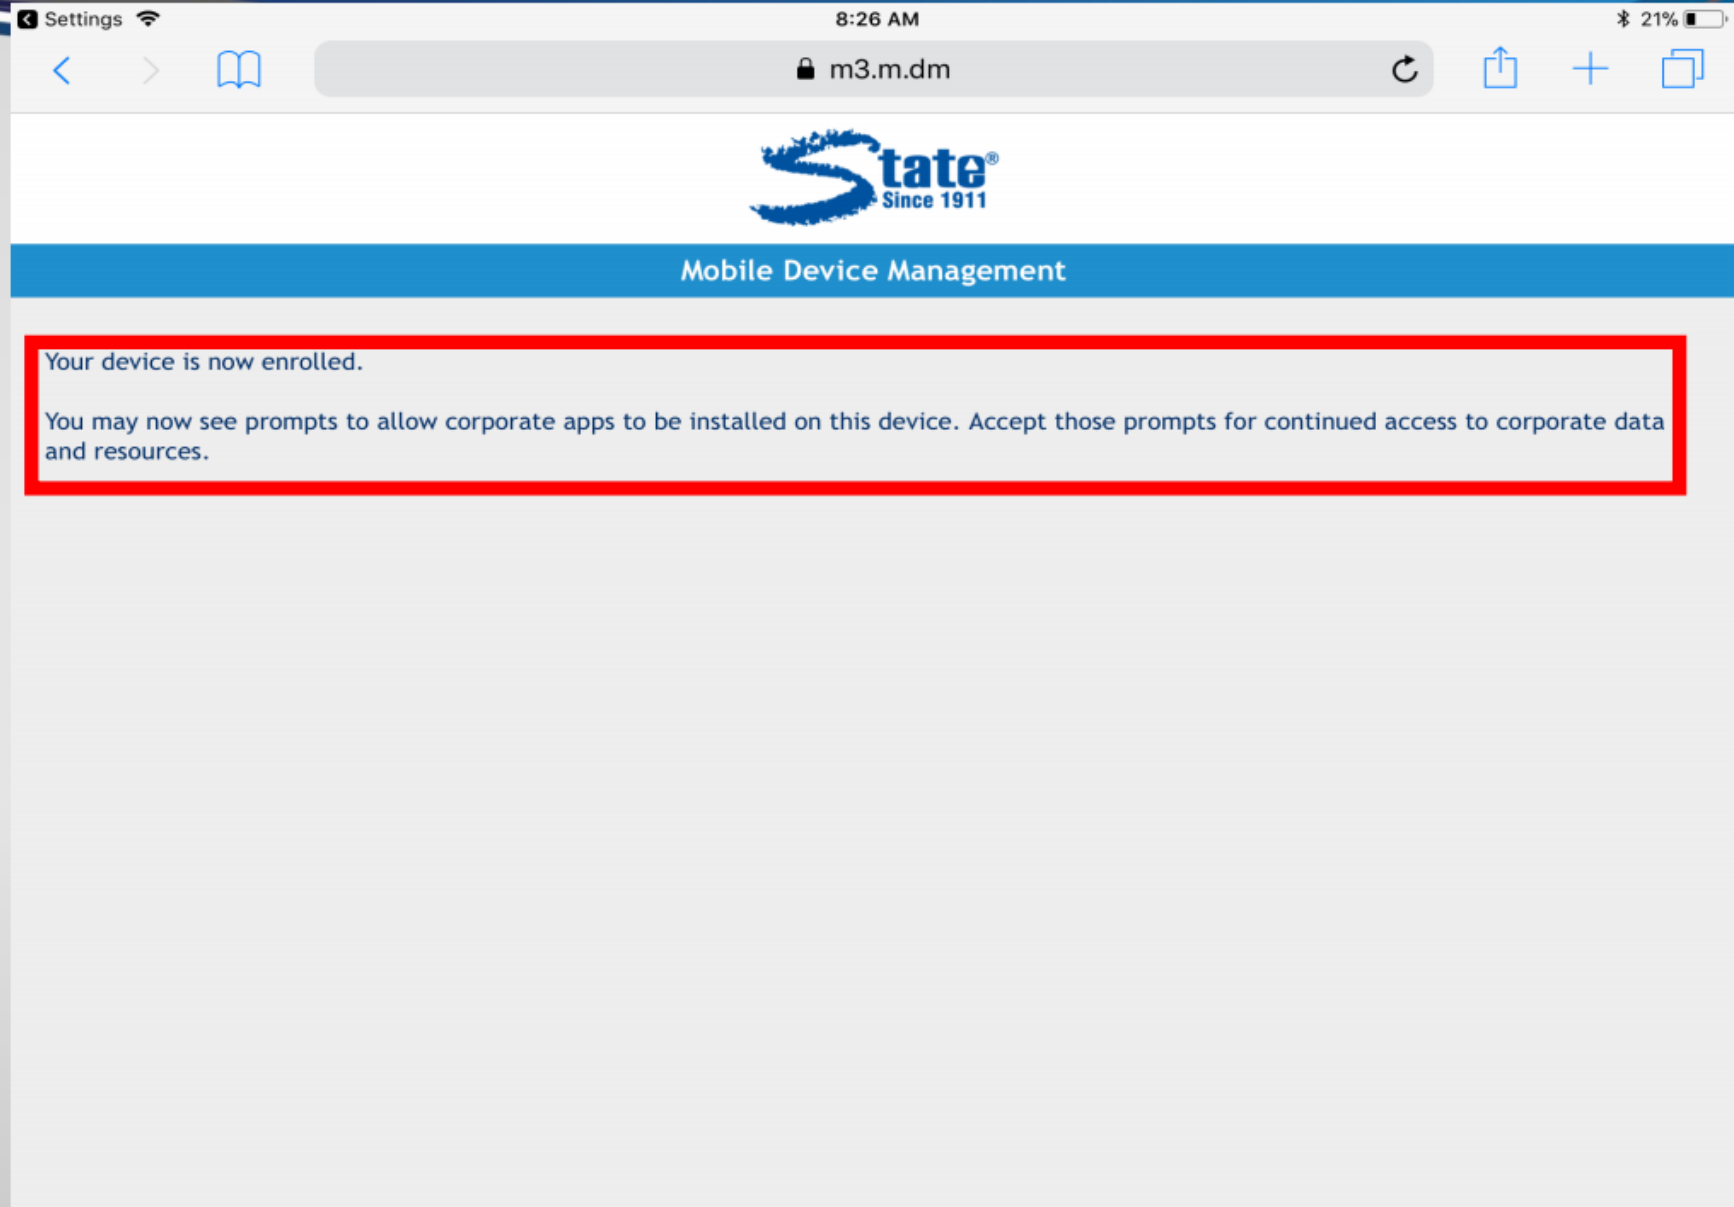 Settings 8:26 AM 21%
m3.m.dm
State®
Since 1911
Mobile Device Management
Your device is now enrolled.
You may now see prompts to allow corporate apps to be installed on this device. Accept those prompts for continued access to corporate data
and resources.